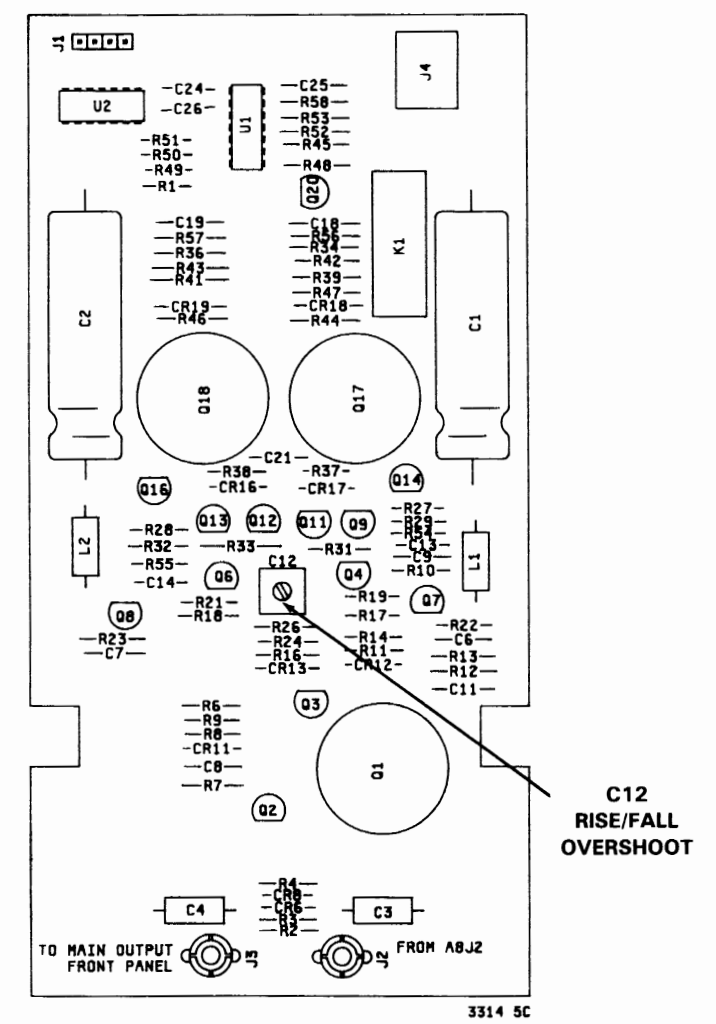 J1
J4
C24
U2
C26
U1
C25
R58
R53
R52
R45
R51
R50
R49
R1
R48
Q20
C19
R57
R36
R43
R41
CR19
R46
C18
R56
R34
R42
R39
R47
CR18
R44
K1
C2
C1
Q18
Q17
C21
R38
CR16
R37
CR17
Q16
Q14
Q13
Q12
Q11
Q9
R27
R29
R54
C13
C9
R10
L2
R28
R32
R55
C14
R33
R31
L1
C12
Q6
Q4
Q7
R21
R18
R19
R17
Q8
R23
C7
R26
R24
R16
CR13
R14
R11
CR12
R22
C6
R13
R12
C11
R6
R9
R8
CR11
C8
R7
Q3
Q1
Q2
C12
RISE/FALL
OVERSHOOT
R4
CR8
CR6
R3
R2
C4
C3
TO MAIN OUTPUT
FRONT PANEL
J3
J2
FROM A8J2
3314 5C